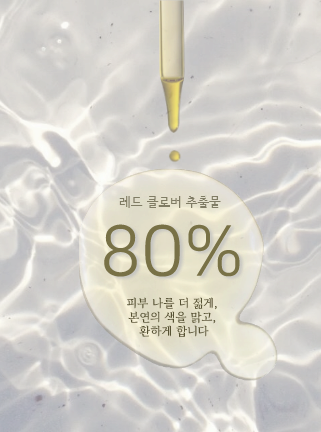 레드 클로버 추출물
80%
피부 나를 더 젊게,
본연의 색을 맑고,
환하게 합니다